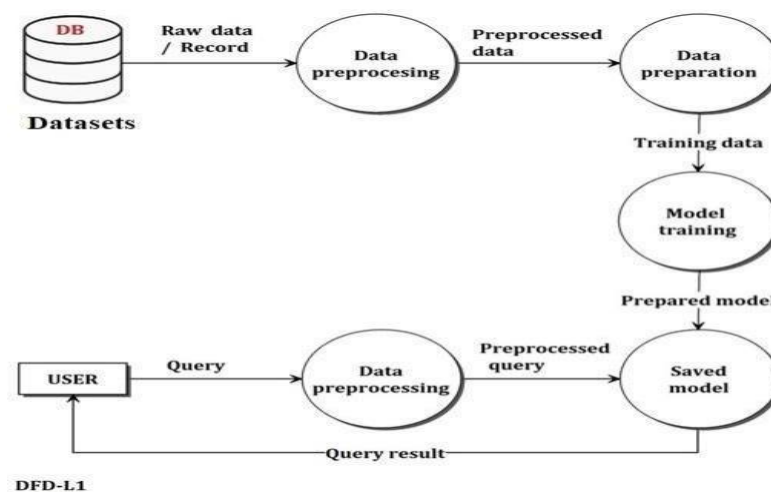 DB
Raw data
/ Record
Data
preprocesing
Preprocessed
data
Data
preparation
Datasets
Training data
Model
training
Prepared model
USER
Query
Data
preprocessing
Preprocessed
query
Saved
model
Query result
DFD-L1